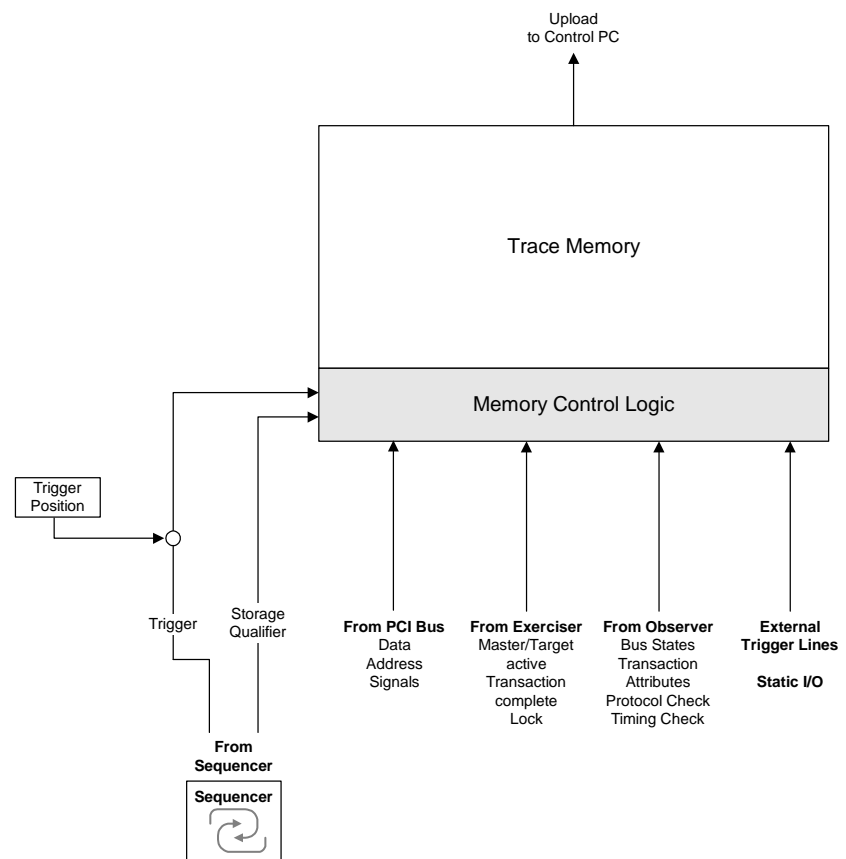 Upload
to Control PC
Trace Memory
Memory Control Logic
Trigger
Position
Trigger
Storage
Qualifier
From PCI Bus
Data
Address
Signals
From Exerciser
Master/Target
active
Transaction
complete
Lock
From Observer
Bus States
Transaction
Attributes
Protocol Check
Timing Check
External
Trigger Lines
Static I/O
From
Sequencer
Sequencer